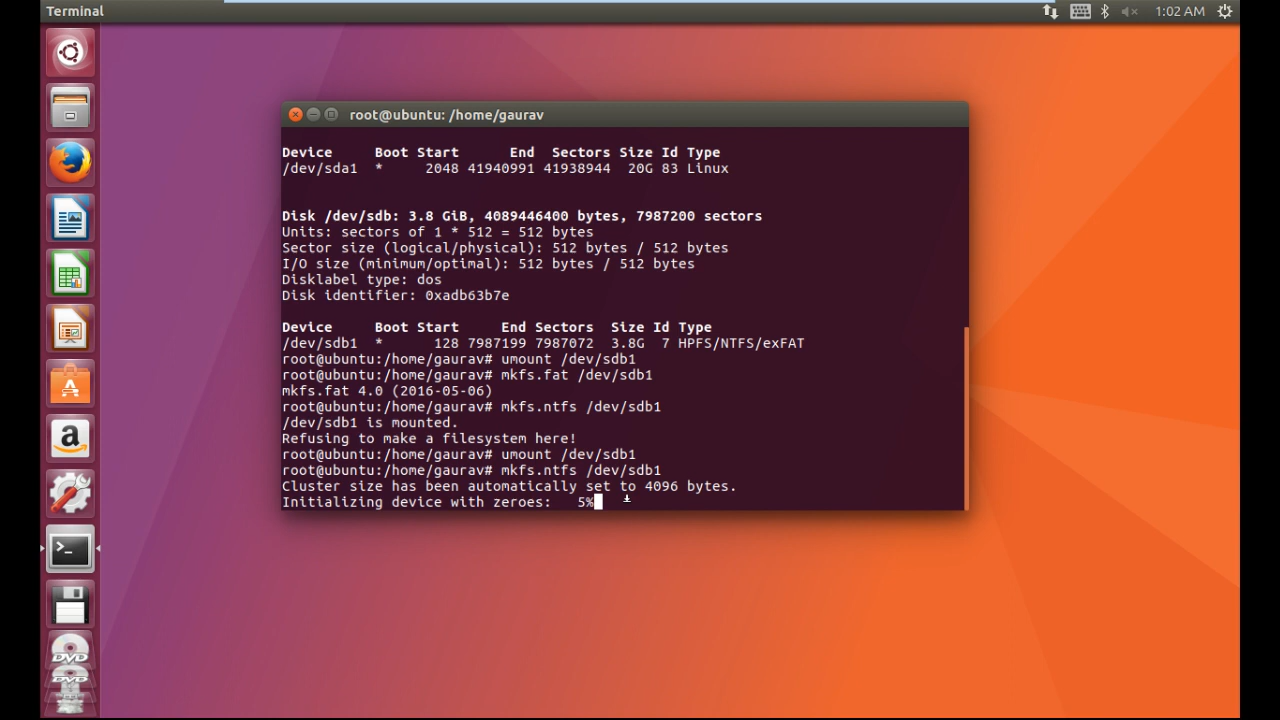 Terminal
1:02 AM
root@ubuntu: /home/gaurav
Device     Boot Start      End  Sectors Size Id Type
/dev/sda1  *     2048 41940991 41938944  20G 83 Linux
Disk /dev/sdb: 3.8 GiB, 4089446400 bytes, 7987200 sectors
Units: sectors of 1 * 512 = 512 bytes
Sector size (logical/physical): 512 bytes / 512 bytes
I/O size (minimum/optimal): 512 bytes / 512 bytes
Disklabel type: dos
Disk identifier: 0xadb63b7e
Device     Boot Start     End Sectors  Size Id Type
/dev/sdb1  *      128 7987199 7987072  3.8G  7 HPFS/NTFS/exFAT
root@ubuntu:/home/gaurav# umount /dev/sdb1
root@ubuntu:/home/gaurav# mkfs.fat /dev/sdb1
mkfs.fat 4.0 (2016-05-06)
root@ubuntu:/home/gaurav# mkfs.ntfs /dev/sdb1
/dev/sdb1 is mounted.
Refusing to make a filesystem here!
root@ubuntu:/home/gaurav# umount /dev/sdb1
root@ubuntu:/home/gaurav# mkfs.ntfs /dev/sdb1
Cluster size has been automatically set to 4096 bytes.
Initializing device with zeroes:   5%
A
a
>_
DVD